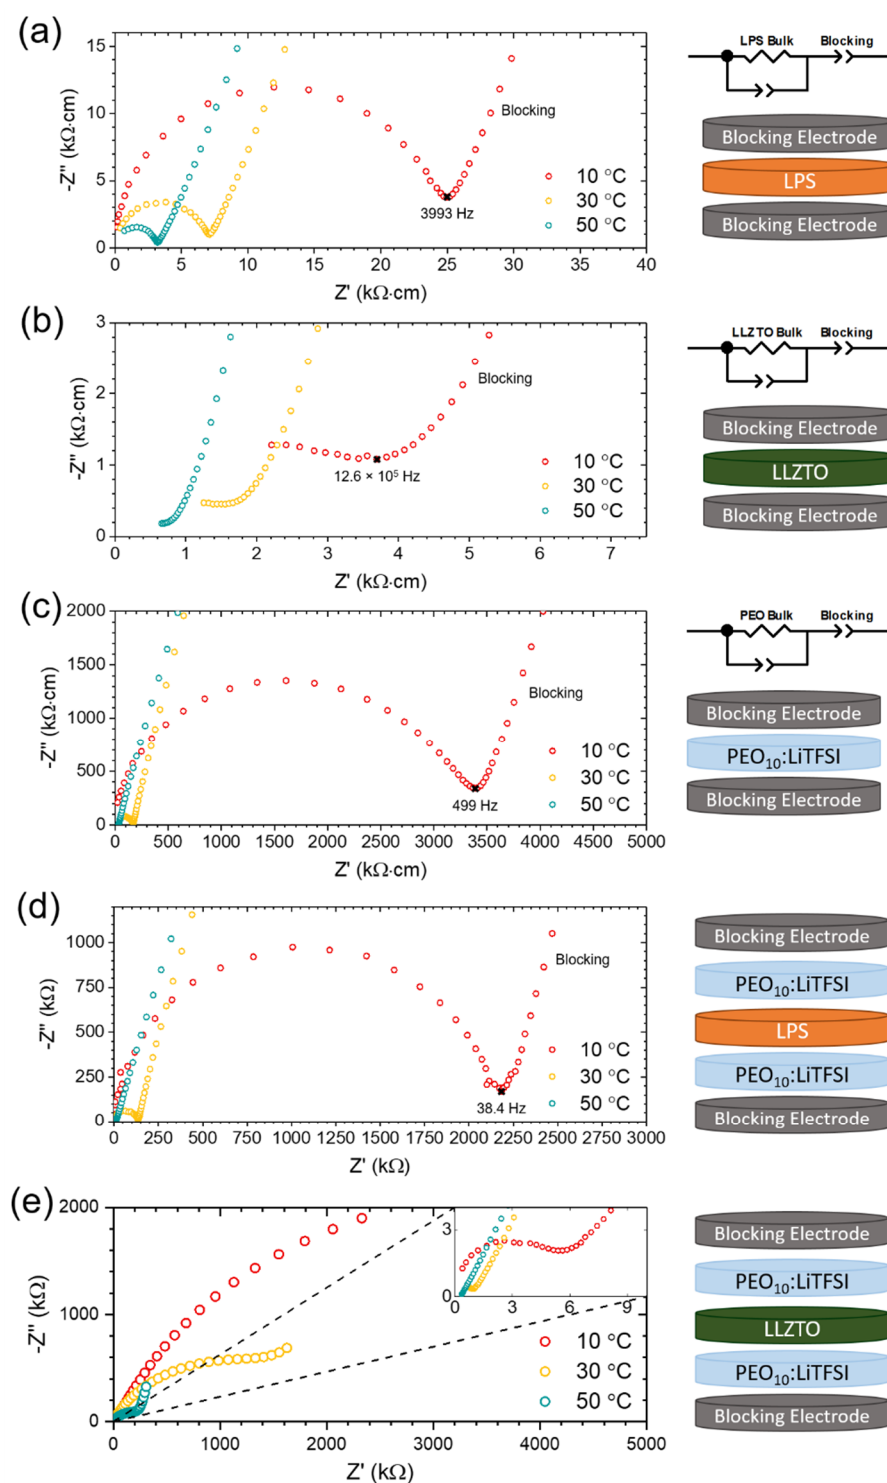 (a)
15
10
5
0
-Z" (kΩ·cm)
0 5 10 15 20 25 30 35 40
Z' (kΩ·cm)
Blocking
3993 Hz
10 °C
30 °C
50 °C
LPS Bulk Blocking
Blocking Electrode
LPS
Blocking Electrode
(b)
3
2
1
0
-Z" (kΩ·cm)
0 1 2 3 4 5 6 7
Z' (kΩ·cm)
Blocking
12.6 × 10⁵ Hz
10 °C
30 °C
50 °C
LLZTO Bulk Blocking
Blocking Electrode
LLZTO
Blocking Electrode
(c)
2000
1500
1000
500
0
-Z" (kΩ·cm)
0 500 1000 1500 2000 2500 3000 3500 4000 4500 5000
Z' (kΩ·cm)
Blocking
499 Hz
10 °C
30 °C
50 °C
PEO Bulk Blocking
Blocking Electrode
PEO₁₀:LiTFSI
Blocking Electrode
(d)
1000
750
500
250
0
-Z" (kΩ)
0 250 500 750 1000 1250 1500 1750 2000 2250 2500 2750 3000
Z' (kΩ)
Blocking
38.4 Hz
10 °C
30 °C
50 °C
Blocking Electrode
PEO₁₀:LiTFSI
LPS
PEO₁₀:LiTFSI
Blocking Electrode
(e)
2000
1000
0
-Z" (kΩ)
0 1000 2000 3000 4000 5000
Z' (kΩ)
3
0
0 3 6 9
10 °C
30 °C
50 °C
Blocking Electrode
PEO₁₀:LiTFSI
LLZTO
PEO₁₀:LiTFSI
Blocking Electrode